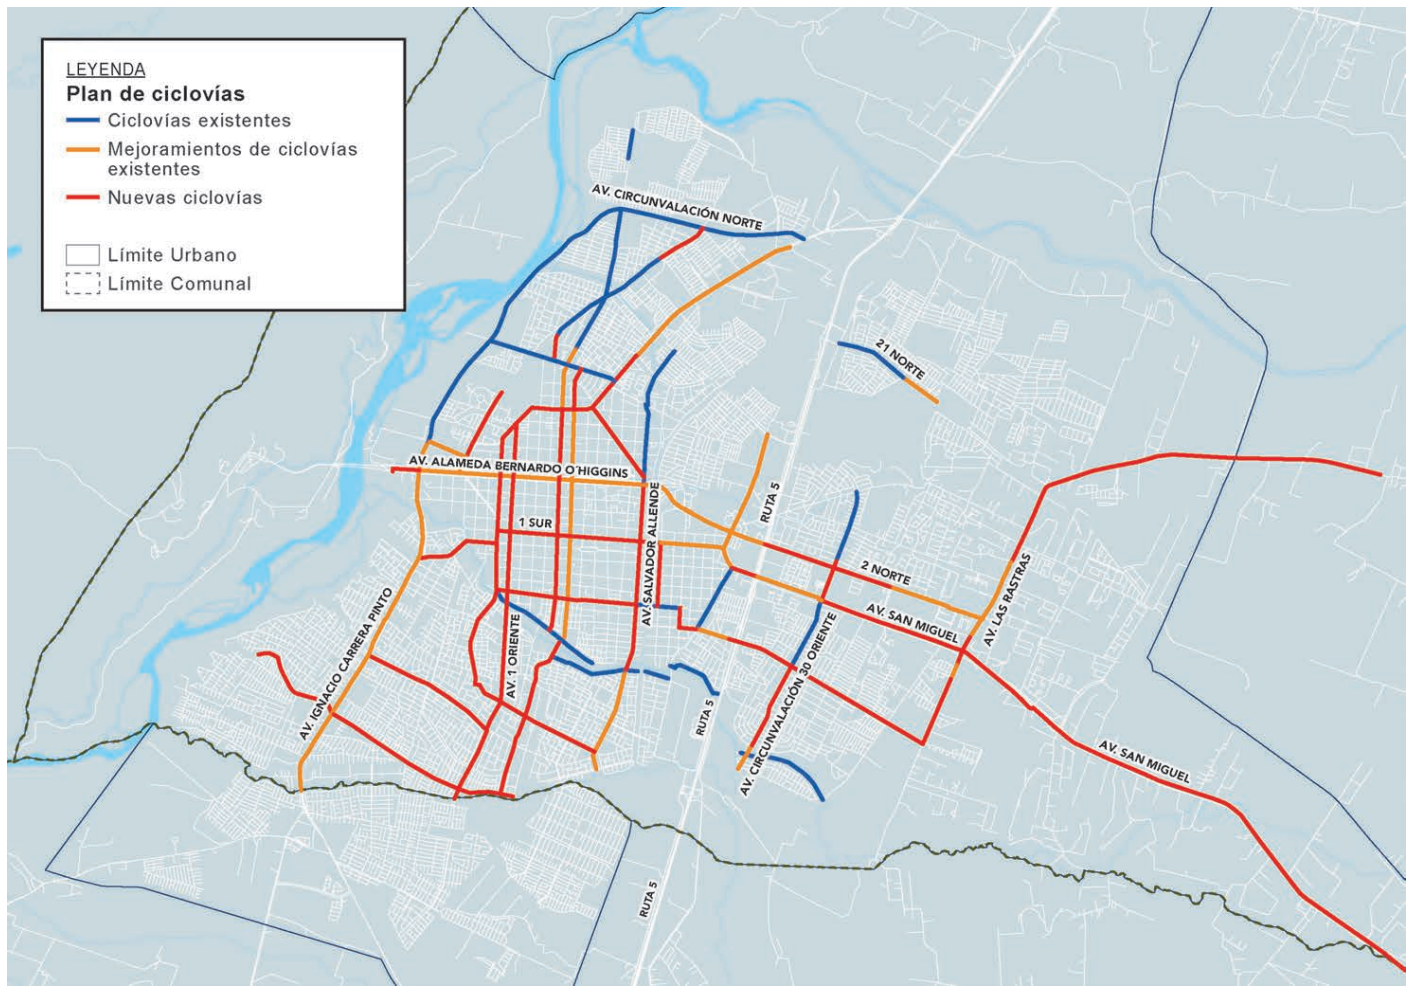 LEYENDA
Plan de ciclovías
Ciclovías existentes
Mejoramientos de ciclovías
existentes
Nuevas ciclovías
Límite Urbano
Límite Comunal
AV. CIRCUNVALACIÓN NORTE
21 NORTE
AV. ALAMEDA BERNARDO O´HIGGINS
RUTA 5
1 SUR
AV. SALVADOR ALLENDE
2 NORTE
AV. LAS RASTRAS
AV. SAN MIGUEL
AV. IGNACIO CARRERA PINTO
AV. 1 ORIENTE
AV. CIRCUNVALACIÓN 30 ORIENTE
RUTA 5
AV. SAN MIGUEL
RUTA 5